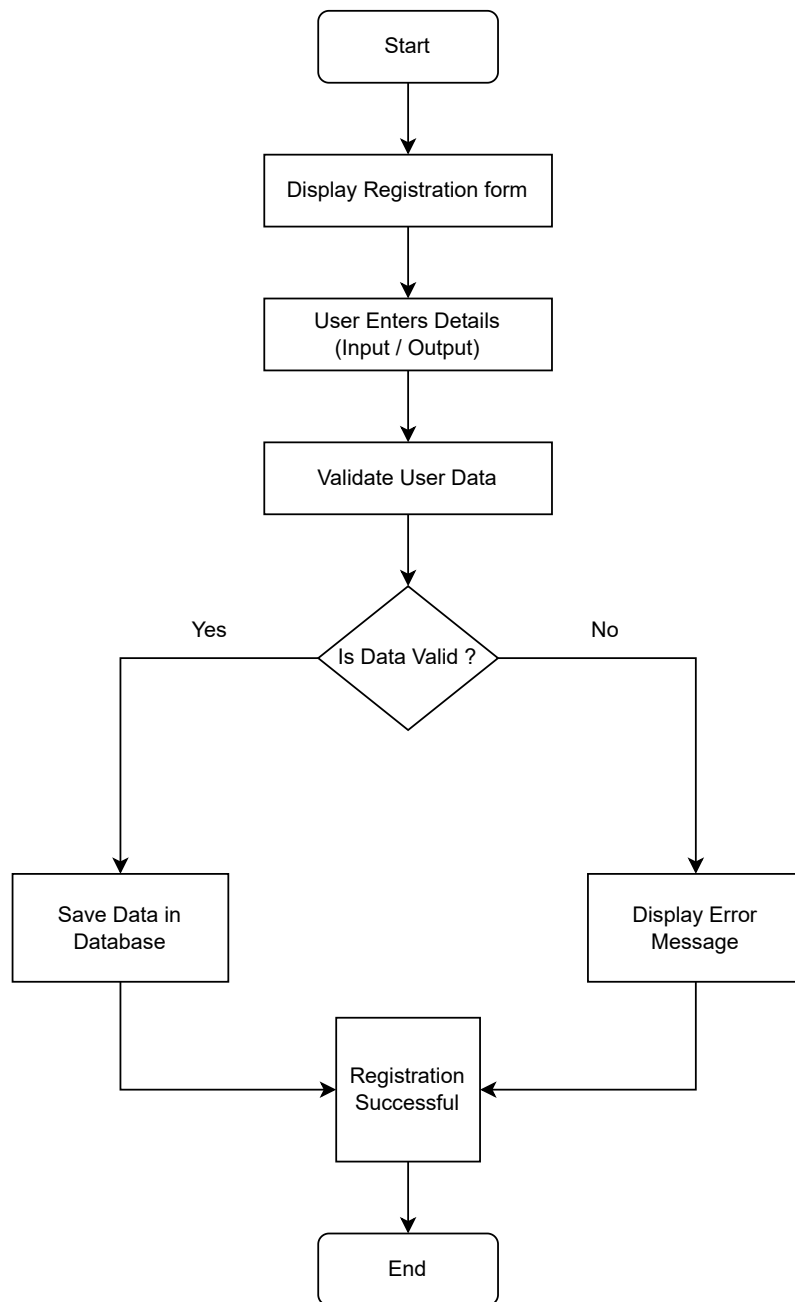 Start
Display Registration form
User Enters Details
(Input / Output)
Validate User Data
Yes
Is Data Valid ?
No
Save Data in
Database
Display Error
Message
Registration
Successful
End